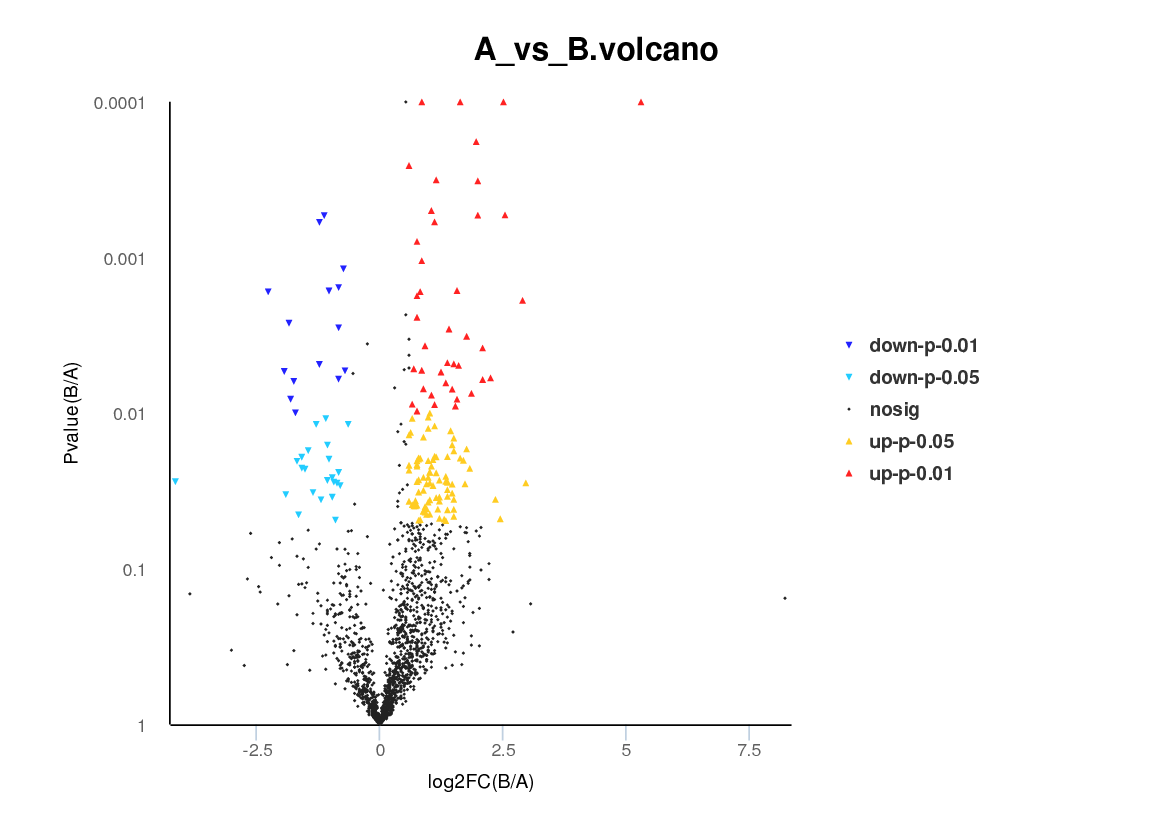 A_vs_B.volcano
0.0001
0.001
0.01
0.1
1
Pvalue(B/A)
-2.5
0
2.5
5
7.5
log2FC(B/A)
down-p-0.01
down-p-0.05
nosig
up-p-0.05
up-p-0.01